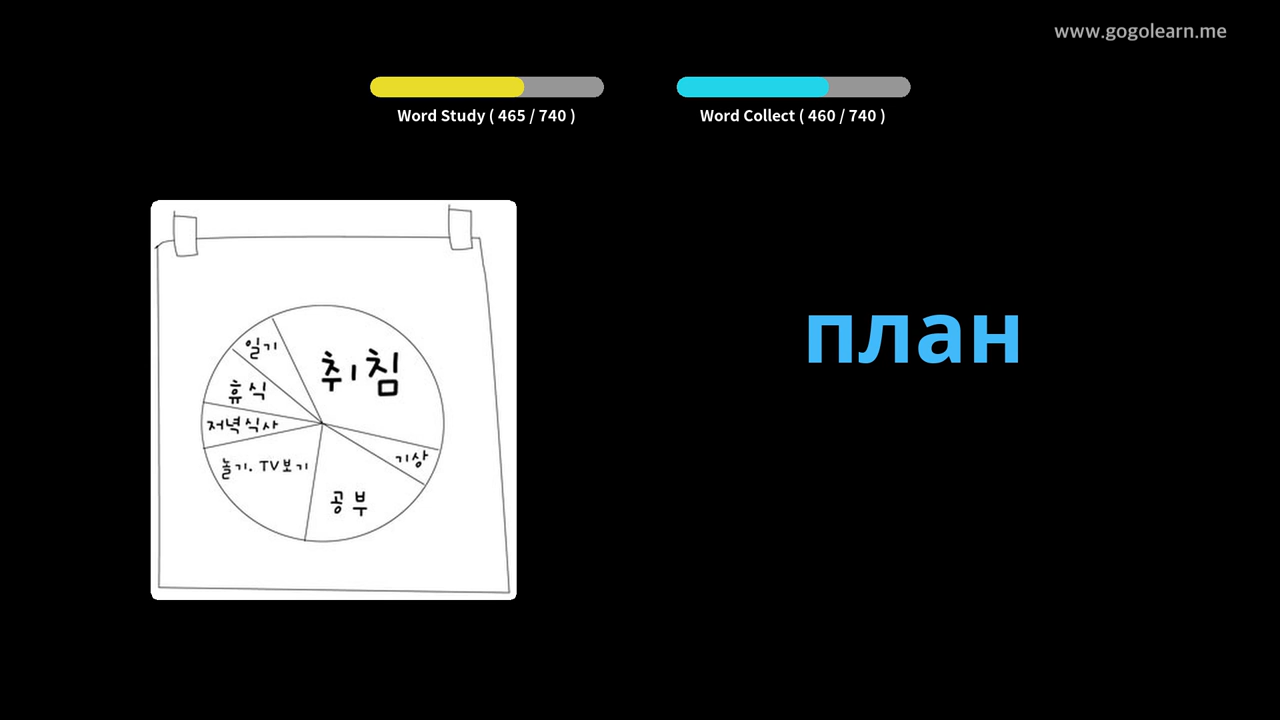 www.gogolearn.me
Word Study ( 465 / 740 )
Word Collect ( 460 / 740 )
план
일기
취침
휴식
저녁식사
놀기. TV보기
기상
공부